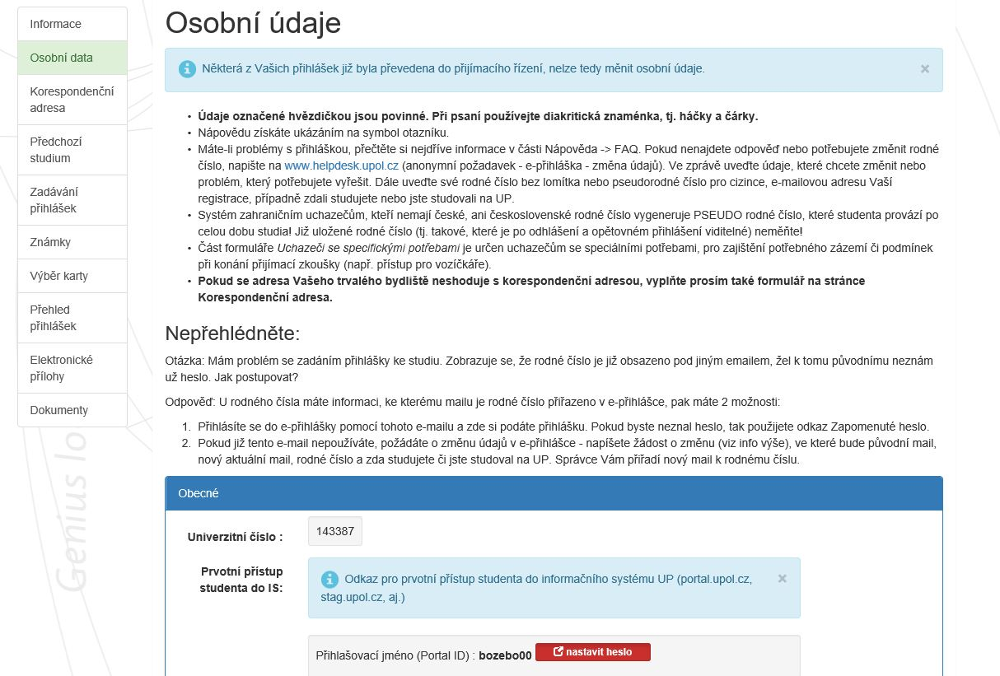 Informace
Osobní data
Korespondenční
adresa
Předchozí
studium
Zadávání
přihlášek
Známky
Výběr karty
Přehled
přihlášek
Elektronické
přílohy
Dokumenty
Genius lo
Osobní údaje
Některá z Vašich přihlášek již byla převedena do přijímacího řízení, nelze tedy měnit osobní údaje.
• Údaje označené hvězdičkou jsou povinné. Při psaní používejte diakritická znaménka, tj. háčky a čárky.
• Nápovědu získáte ukázáním na symbol otazníku.
• Máte-li problémy s přihláškou, přečtěte si nejdříve informace v části Nápověda -> FAQ. Pokud nenajdete odpověď nebo potřebujete změnit rodné
číslo, napište na www.helpdesk.upol.cz (anonymní požadavek - e-přihláška - změna údajů). Ve zprávě uveďte údaje, které chcete změnit nebo
problém, který potřebujete vyřešit. Dále uveďte své rodné číslo bez lomítka nebo pseudorodné číslo pro cizince, e-mailovou adresu Vaší
registrace, případně zdali studujete nebo jste studovali na UP.
• Systém zahraničním uchazečům, kteří nemají české, ani československé rodné číslo vygeneruje PSEUDO rodné číslo, které studenta provází po
celou dobu studia! Již uložené rodné číslo (tj. takové, které je po odhlášení a opětovném přihlášení viditelné) neměňte!
• Část formuláře Uchazeči se specifickými potřebami je určen uchazečům se speciálními potřebami, pro zajištění potřebného zázemí či podmínek
při konání přijímací zkoušky (např. přístup pro vozíčkáře).
• Pokud se adresa Vašeho trvalého bydliště neshoduje s korespondenční adresou, vyplňte prosím také formulář na stránce
Korespondenční adresa.
Nepřehlédněte:
Otázka: Mám problém se zadáním přihlášky ke studiu. Zobrazuje se, že rodné číslo je již obsazeno pod jiným emailem, žel k tomu původnímu neznám
už heslo. Jak postupovat?
Odpověď: U rodného čísla máte informaci, ke kterému mailu je rodné číslo přiřazeno v e-přihlášce, pak máte 2 možnosti:
1. Přihlásíte se do e-přihlášky pomocí tohoto e-mailu a zde si podáte přihlášku. Pokud byste neznal heslo, tak použijete odkaz Zapomenuté heslo.
2. Pokud již tento e-mail nepoužíváte, požádáte o změnu údajů v e-přihlášce - napíšete žádost o změnu (viz info výše), ve které bude původní mail,
nový aktuální mail, rodné číslo a zda studujete či jste studoval na UP. Správce Vám přiřadí nový mail k rodnému číslu.
Obecné
Univerzitní číslo : 143387
Prvotní přístup
studenta do IS:
Odkaz pro prvotní přístup studenta do informačního systému UP (portal.upol.cz,
stag.upol.cz, aj.)
Přihlašovací jméno (Portal ID) : bozebo00 nastavit heslo